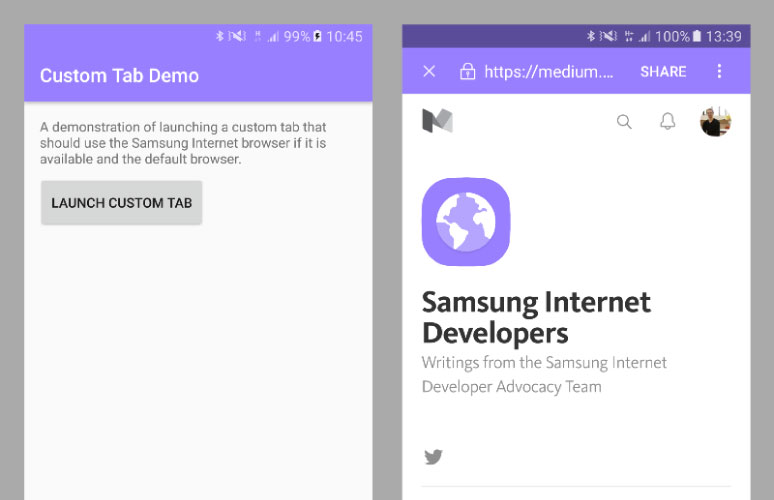 99% 10:45
Custom Tab Demo
A demonstration of launching a custom tab that
should use the Samsung Internet browser if it is
available and the default browser.
LAUNCH CUSTOM TAB
100% 13:39
https://medium.... SHARE
Samsung Internet
Developers
Writings from the Samsung Internet
Developer Advocacy Team